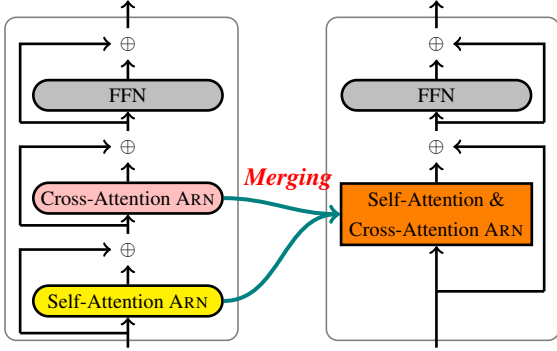 FFN
Cross-Attention ARN
Self-Attention ARN
Merging
FFN
Self-Attention &
Cross-Attention ARN